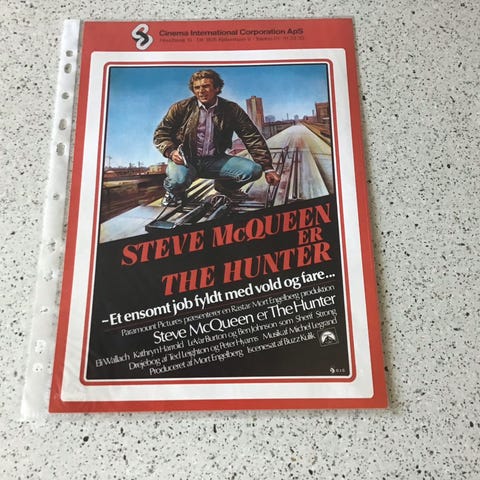 Cinema International Corporation ApS
STEVE McQUEEN
ER
THE HUNTER
-Et ensomt job fyldt med vold og fare...
Paramount Pictures præsenterer en Rastar/Mort Engelberg produktion
Steve McQueen er The Hunter
Eli Wallach Kathryn Harrold LeVar Burton og Ben Johnson som Sherif Strong
Drejebog af Ted Leighton og Peter Hyams Musik af Michel Legrand
Produceret af Mort Engelberg Iscenesat af Buzz Kulik